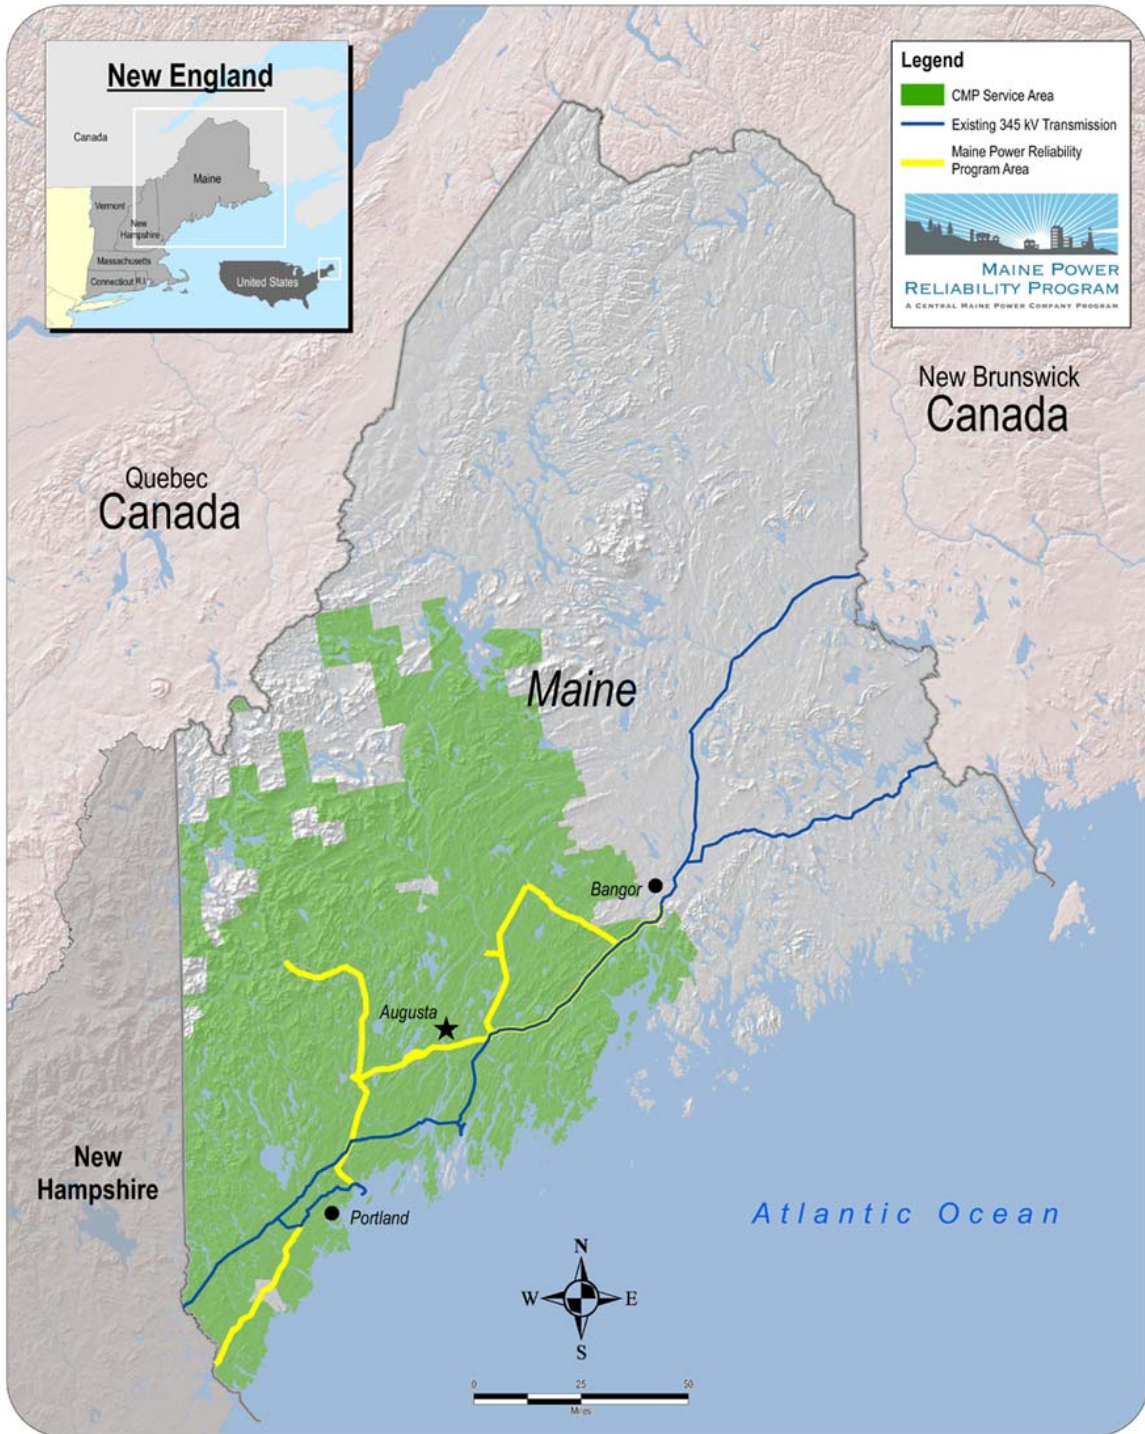 New England
Canada
Maine
Vermont
New
Hampshire
Massachusetts
Connecticut R.I.
United States
Legend
CMP Service Area
Existing 345 kV Transmission
Maine Power Reliability
Program Area
MAINE POWER
RELIABILITY PROGRAM
A CENTRAL MAINE POWER COMPANY PROGRAM
New Brunswick
Canada
Quebec
Canada
Maine
Bangor
Augusta
New
Hampshire
Portland
Atlantic Ocean
N
W
E
S
0
25
50
Miles